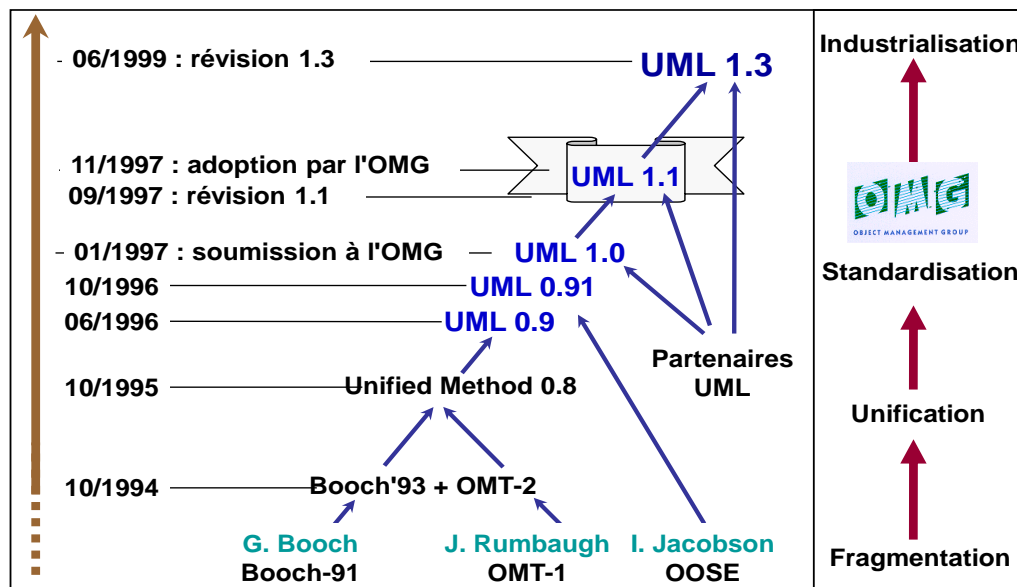 06/1999 : révision 1.3
UML 1.3
11/1997 : adoption par l'OMG
UML 1.1
09/1997 : révision 1.1
01/1997 : soumission à l'OMG
UML 1.0
10/1996
UML 0.91
06/1996
UML 0.9
Partenaires
UML
10/1995
Unified Method 0.8
10/1994
Booch'93 + OMT-2
G. Booch
Booch-91
J. Rumbaugh
OMT-1
I. Jacobson
OOSE
Industrialisation
OMG
OBJECT MANAGEMENT GROUP
Standardisation
Unification
Fragmentation